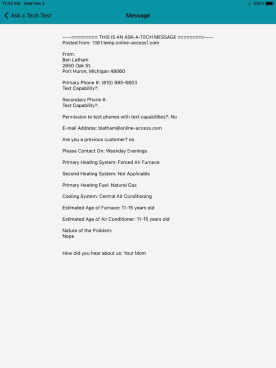 11:53 AM Wed Feb 5
100%
Ask a Tech Test
Message
-----========= THIS IS AN ASK-A-TECH MESSAGE =========-----
Posted from: 1381.temp.online-access1.com
From:
Ben Latham
2650 Oak St.
Port Huron, Michigan 48060
Primary Phone #: (810) 985-6603
Text Capability?:
Secondary Phone #:
Text Capability?:
Permission to text phones with text capabilities?: No
E-mail Address: blatham@online-access.com
Are you a previous customer? no
Please Contact On: Weekday Evenings
Primary Heating System: Forced Air Furnace
Second Heating System: Not Applicable
Primary Heating Fuel: Natural Gas
Cooling System: Central Air Conditioning
Estimated Age of Furnace: 11-15 years old
Estimated Age of Air Conditioner: 11-15 years old
Nature of the Problem:
Nope
How did you hear about us: Your Mom